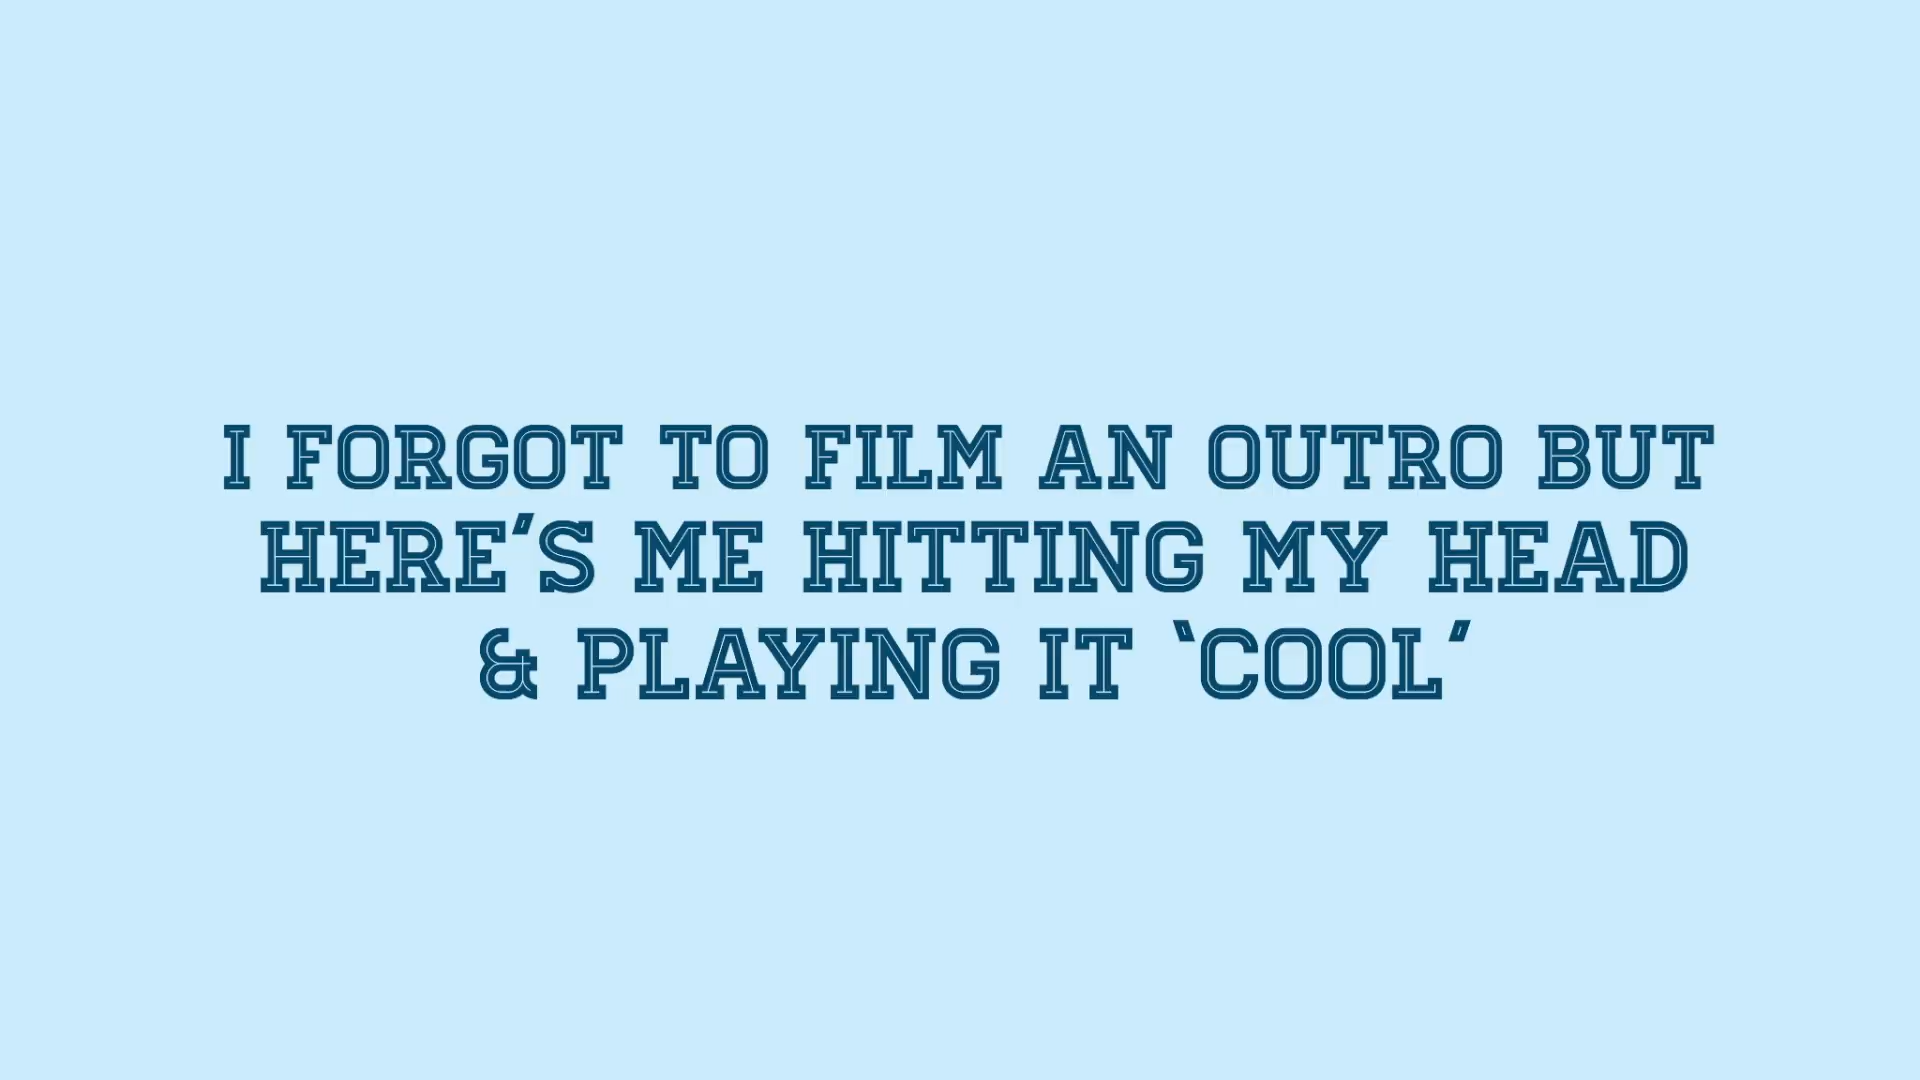 I FORGOT TO FILM AN OUTRO BUT
HERE'S ME HITTING MY HEAD
& PLAYING IT ‘COOL’